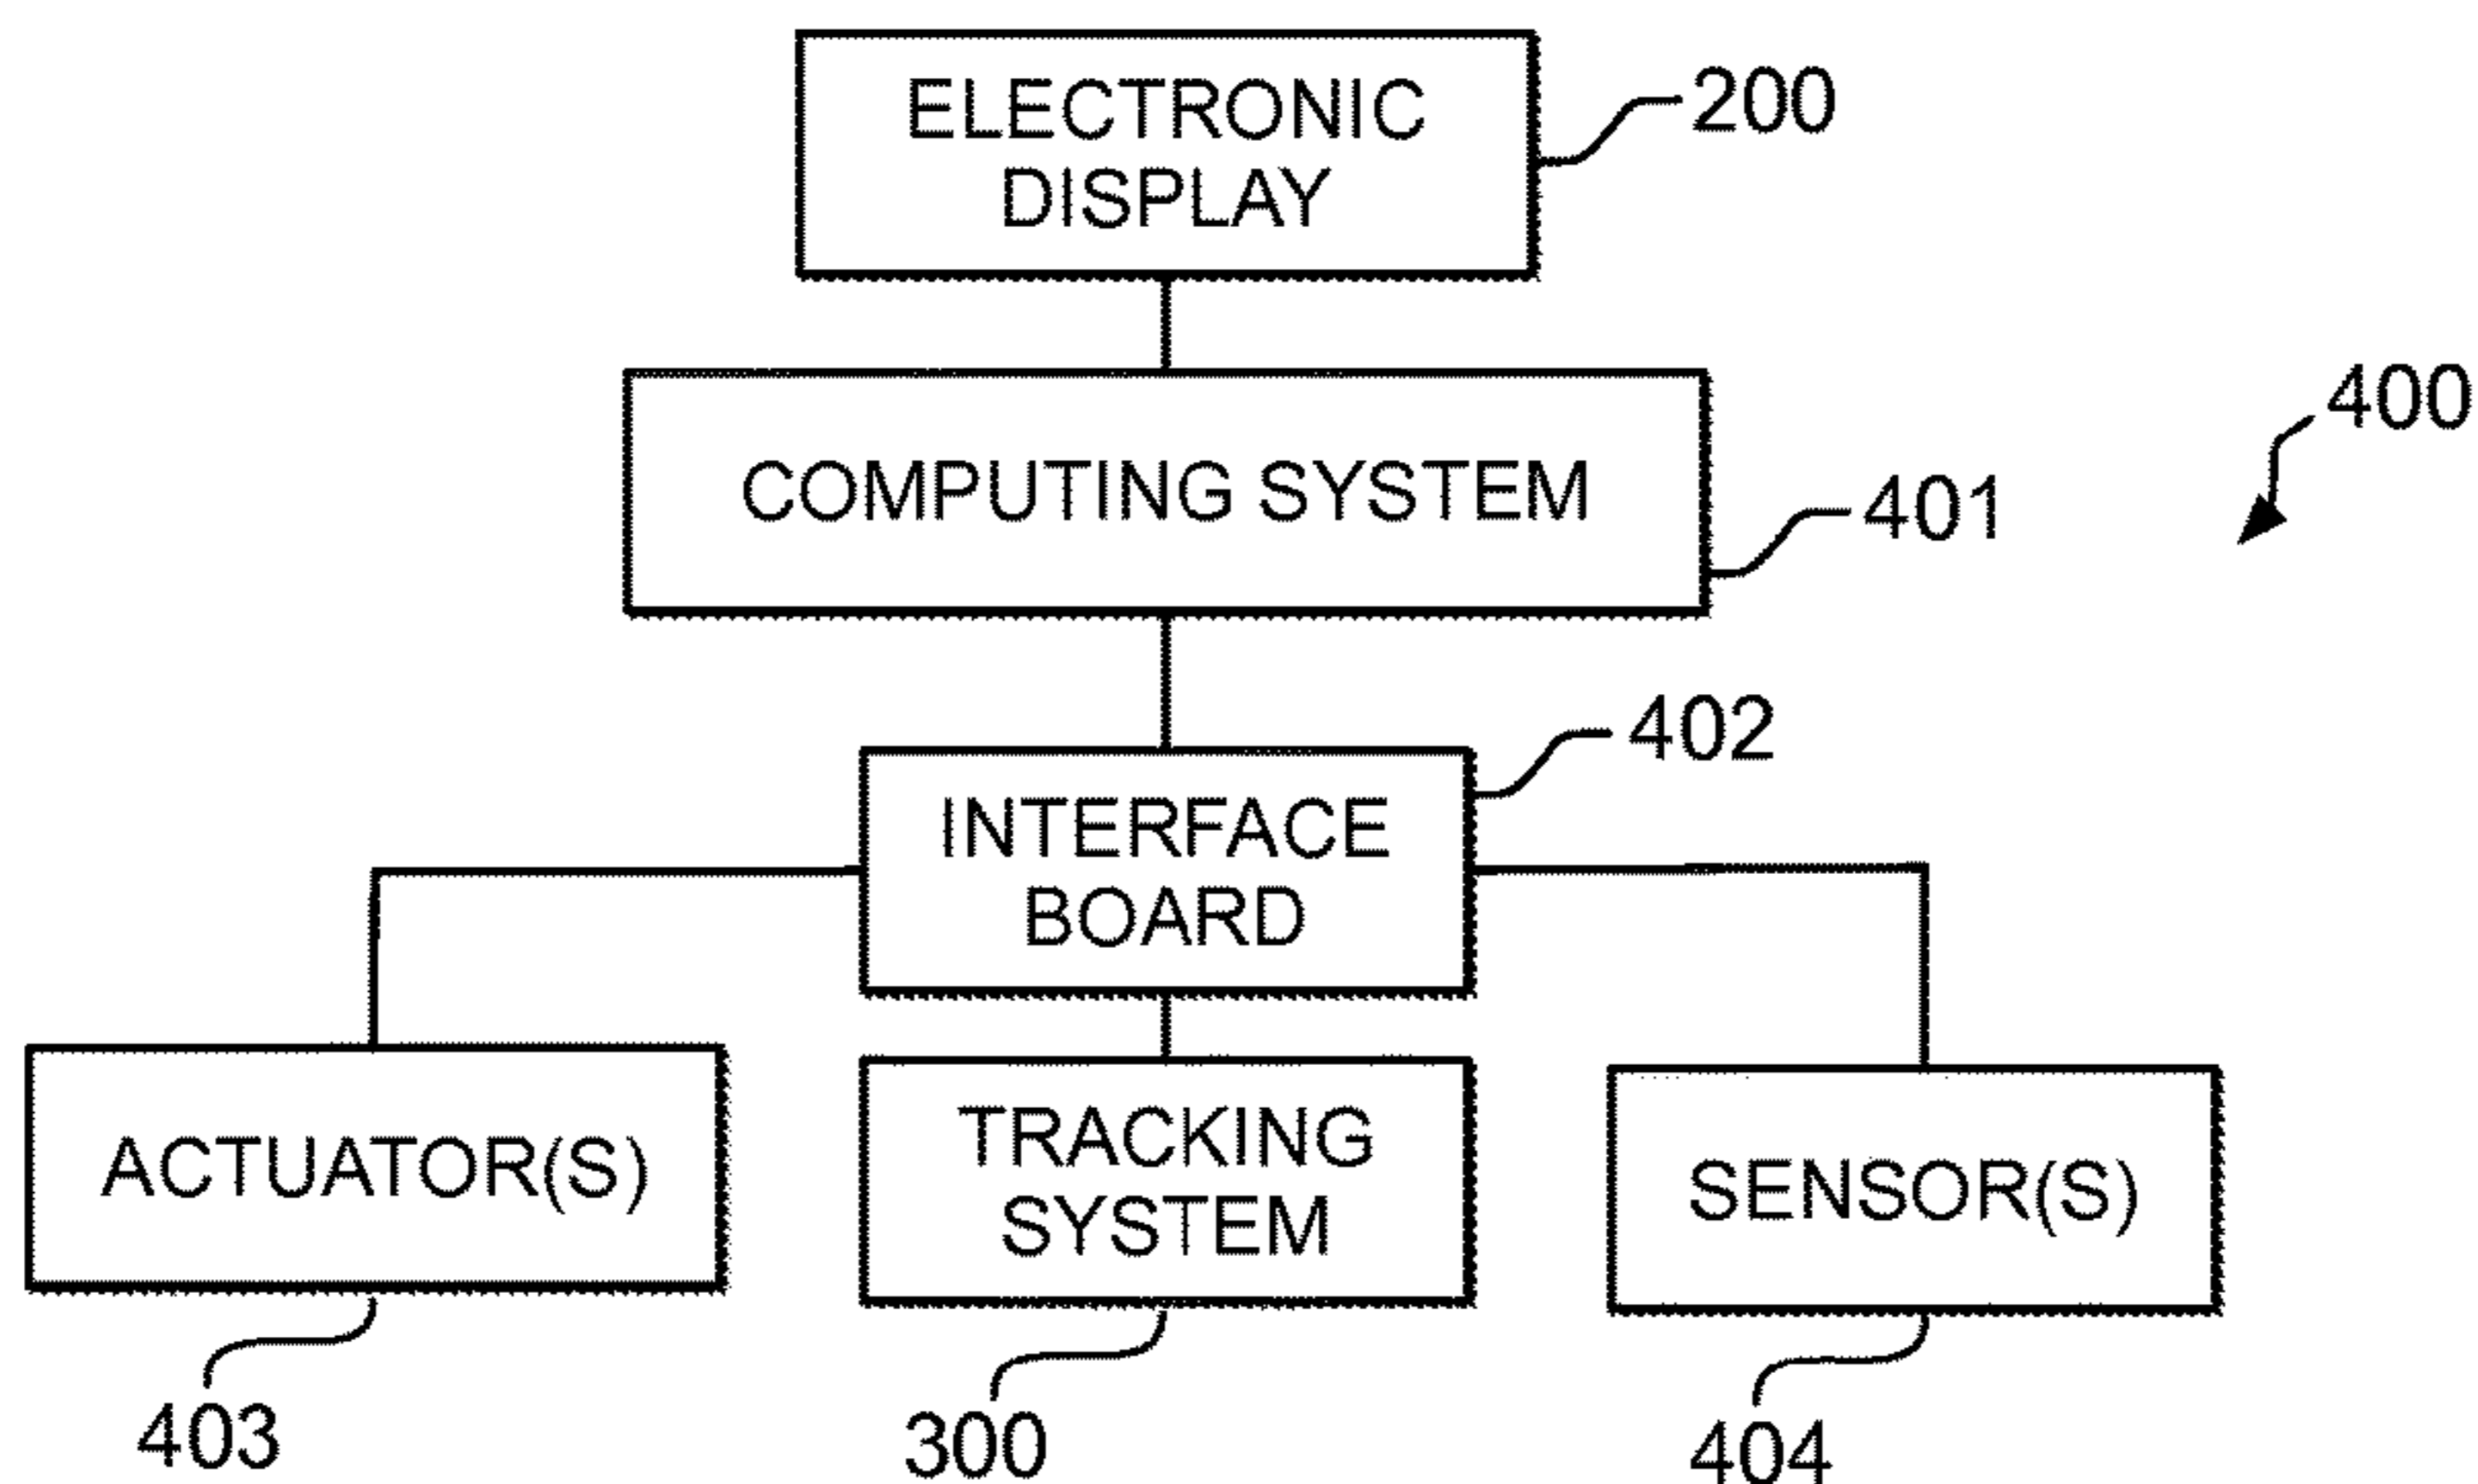 ELECTRONIC
DISPLAY
200
COMPUTING SYSTEM
400
401
402
INTERFACE
BOARD
ACTUATOR(S)
TRACKING
SYSTEM
SENSOR(S)
403
300
404